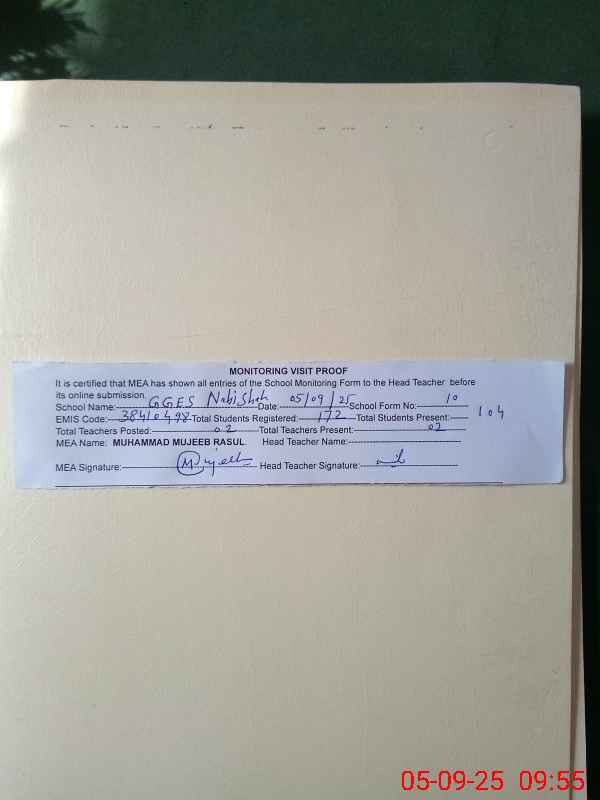 MONITORING VISIT PROOF
It is certified that MEA has shown all entries of the School Monitoring Form to the Head Teacher before
its online submission.
School Name: GGES Nabi Shah Date: 05/09/25 School Form No: 10
EMIS Code: 38410498 Total Students Registered: 172 Total Students Present: 104
Total Teachers Posted: 02 Total Teachers Present: 02
MEA Name: MUHAMMAD MUJEEB RASUL Head Teacher Name:
MEA Signature: Mujeeb Head Teacher Signature:
05-09-25 09:55